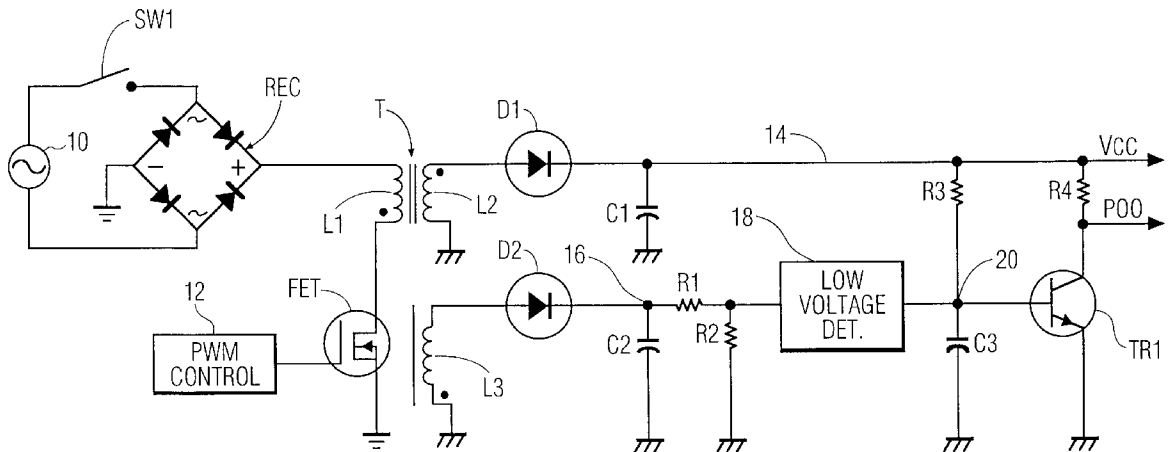 SW1
REC
10
~
- +
~
T
L1
L2
D1
14
VCC
C1
R3
R4
P00
18
LOW
VOLTAGE
DET.
20
TR1
C3
D2
16
R1
R2
C2
L3
FET
12
PWM
CONTROL